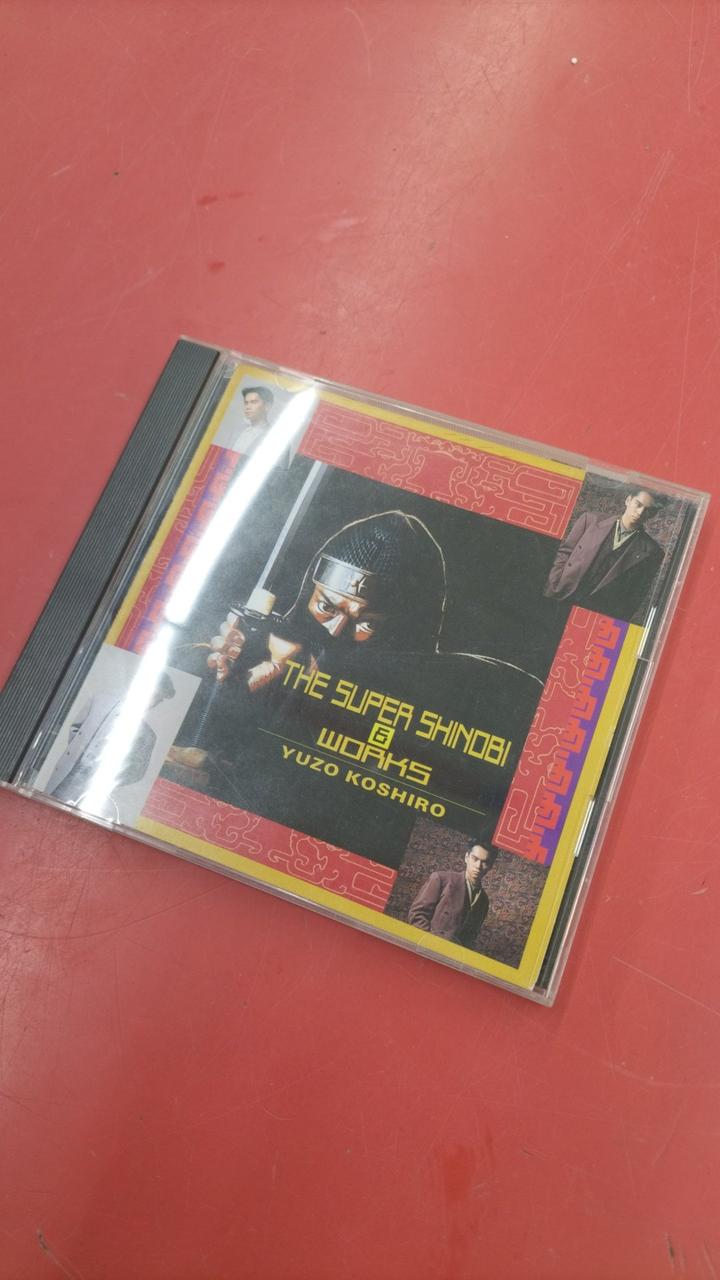 THE SUPER SHINOBI
&
WORKS
YUZO KOSHIRO